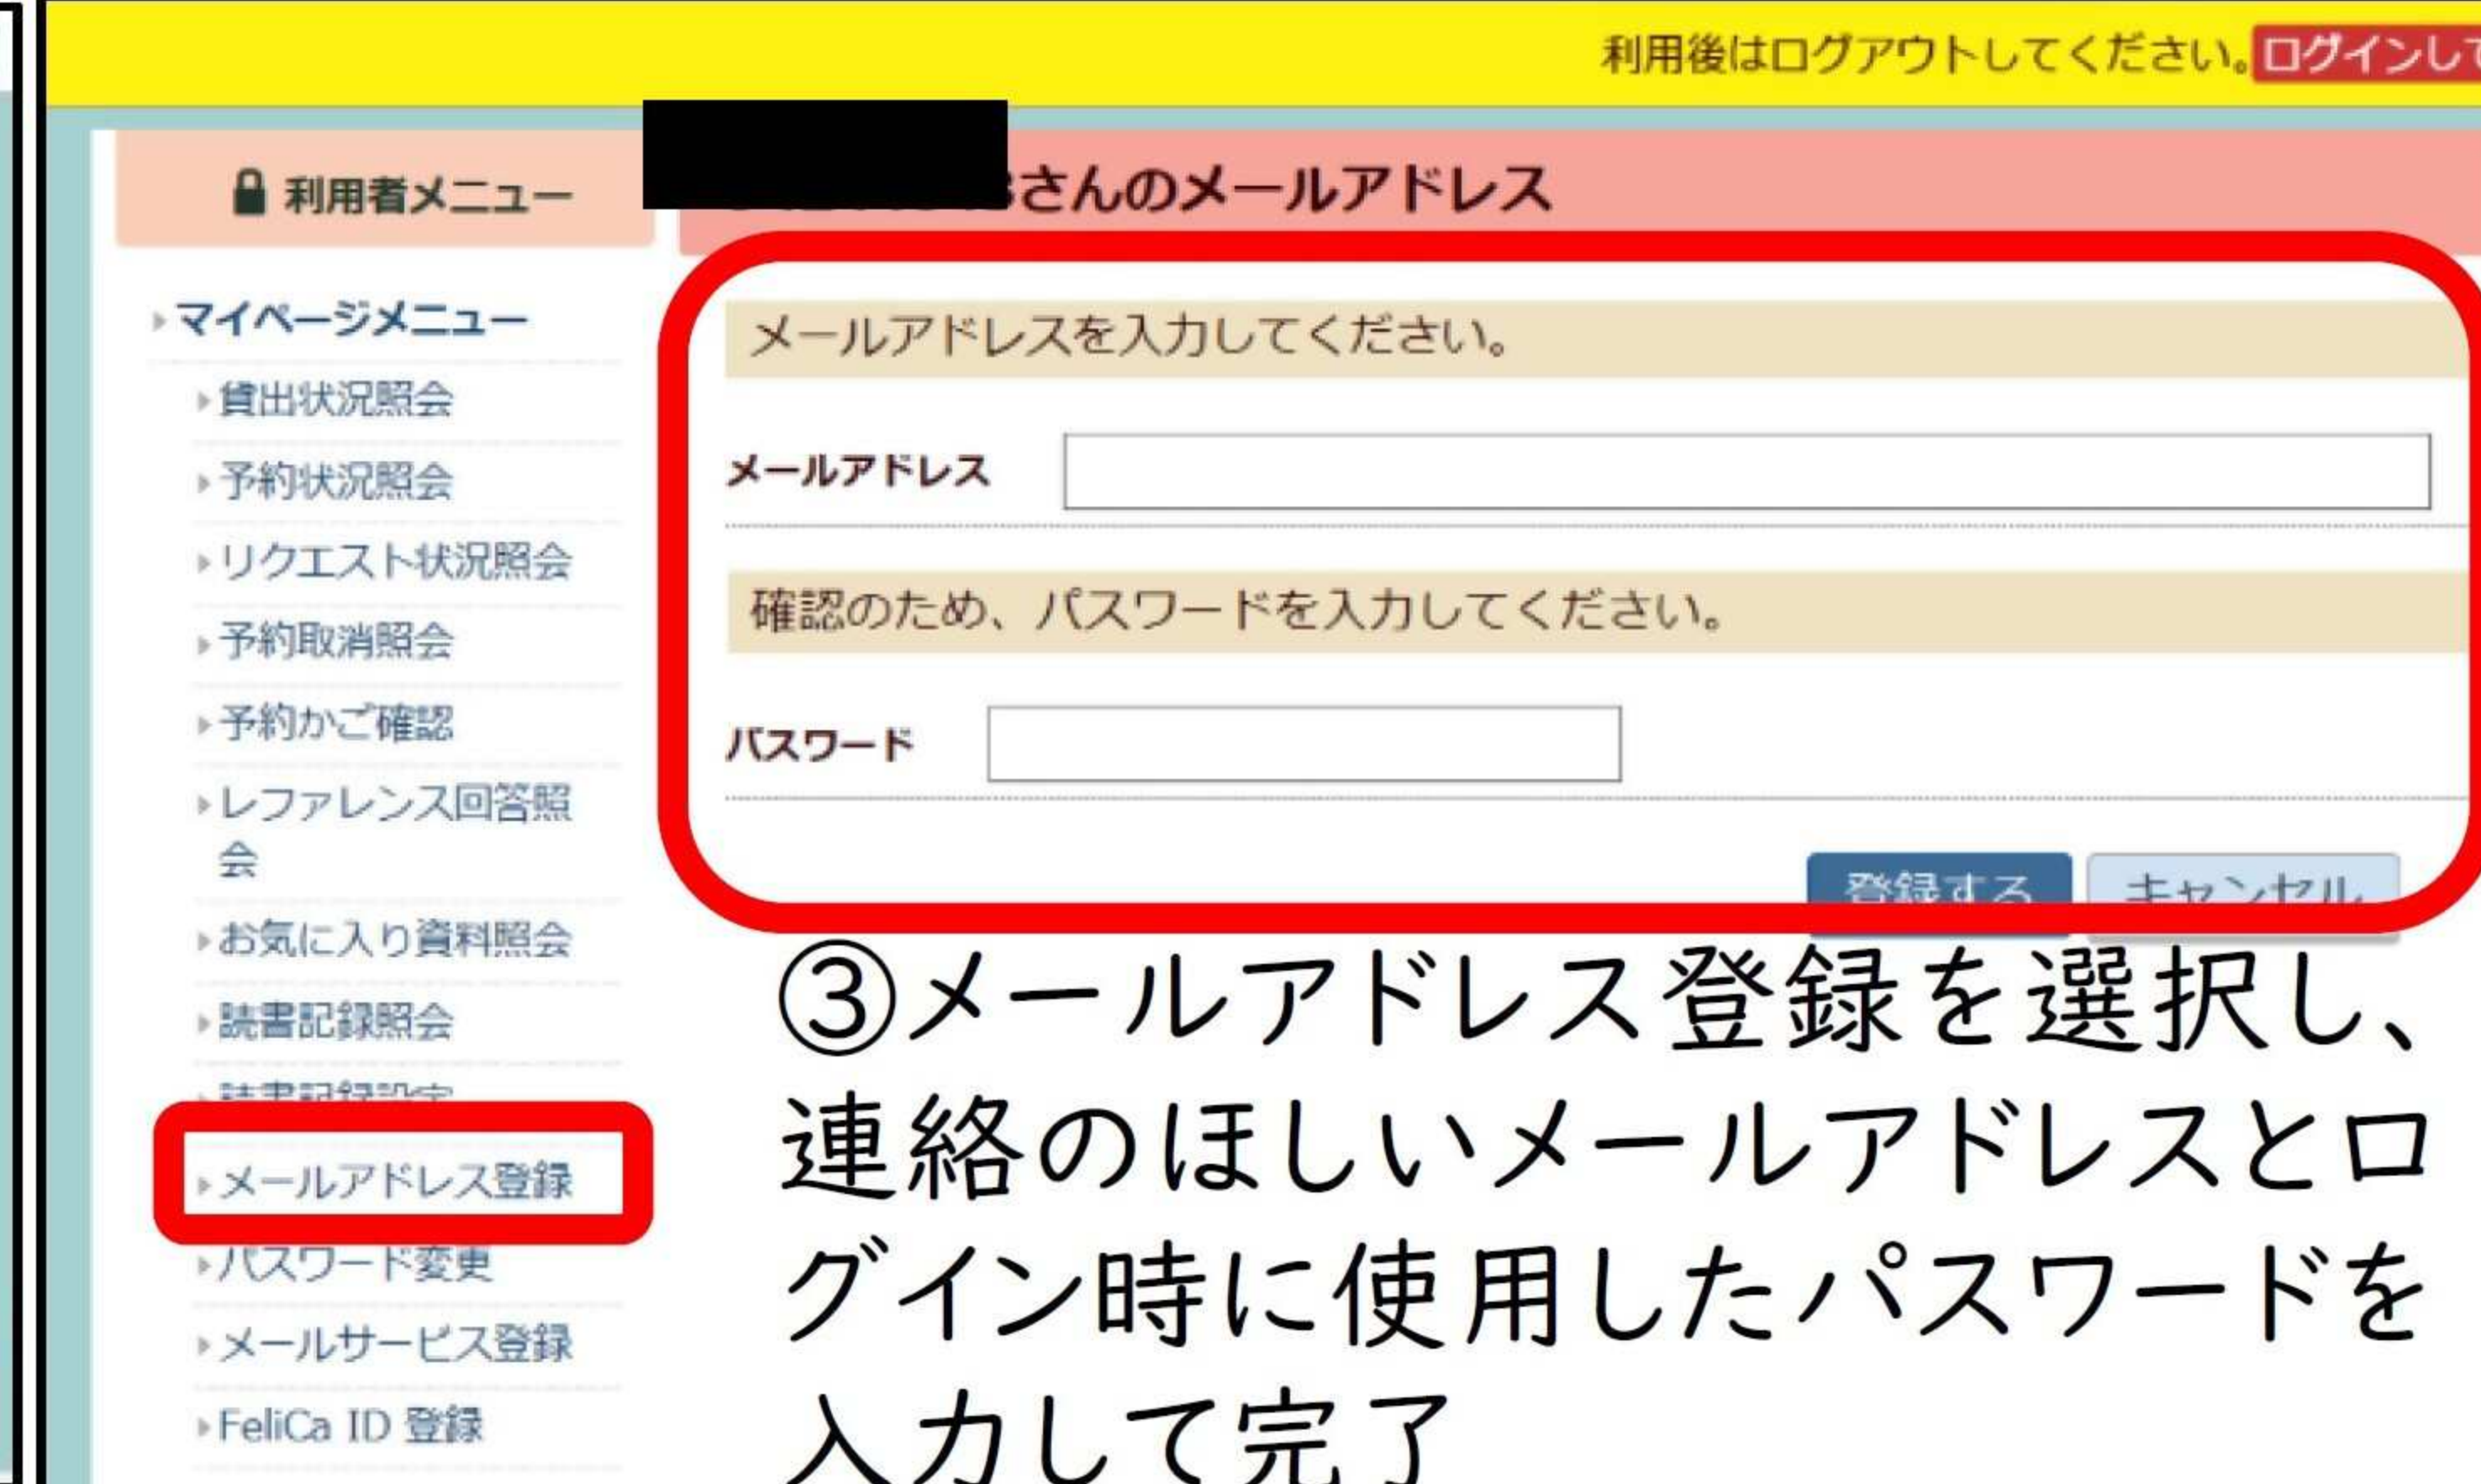 利用後はログアウトしてください。ログインして
利用者メニュー
さんのメールアドレス
マイページメニュー
貸出状況照会
予約状況照会
リクエスト状況照会
予約取消照会
予約かご確認
レファレンス回答照
会
お気に入り資料照会
読書記録照会
読書記録設定
メールアドレス登録
パスワード変更
メールサービス登録
FeliCa ID 登録
メールアドレスを入力してください。
メールアドレス
確認のため、パスワードを入力してください。
パスワード
登録する キャンセル
③メールアドレス登録を選択し、
連絡のほしいメールアドレスとロ
グイン時に使用したパスワードを
入力して完了